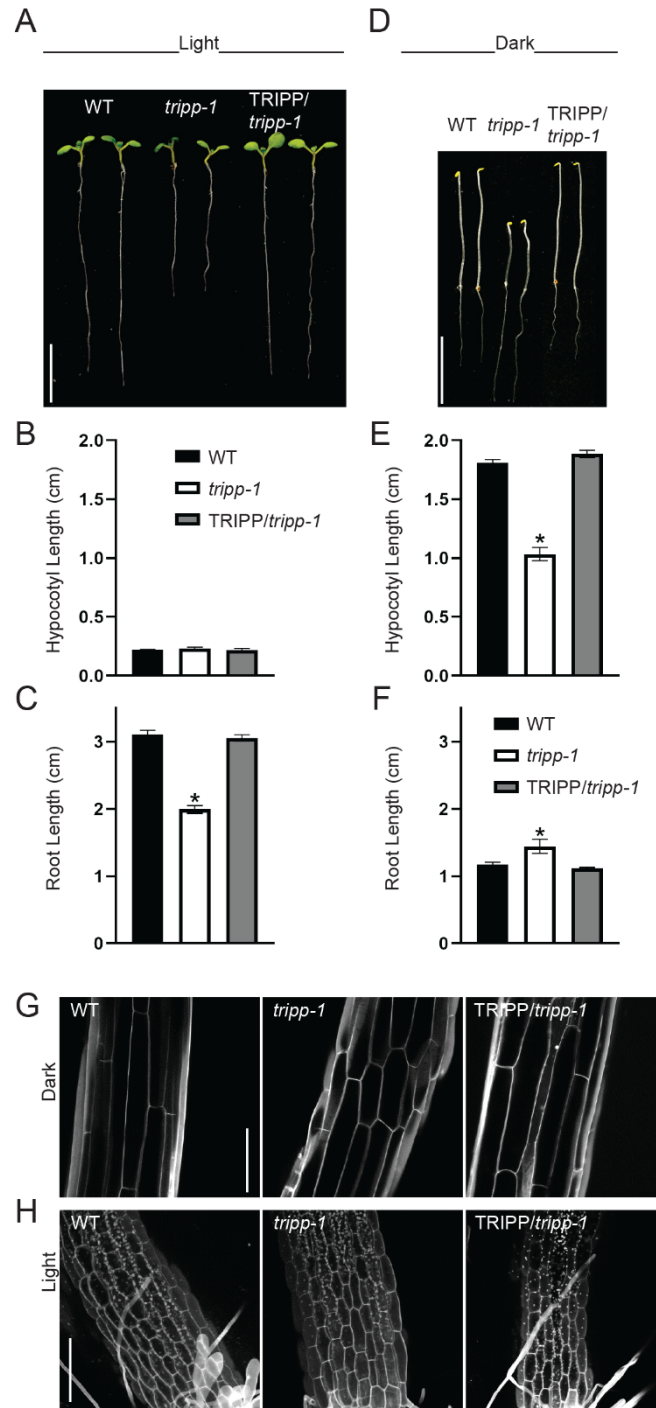 A
Light
WT
tripp-1
TRIPP/
tripp-1
D
Dark
WT
tripp-1
TRIPP/
tripp-1
B
Hypocotyl Length (cm)
2.0
1.5
1.0
0.5
0.0
WT
tripp-1
TRIPP/tripp-1
E
Hypocotyl Length (cm)
2.0
1.5
1.0
0.5
0.0
*
C
Root Length (cm)
3
2
1
0
*
F
Root Length (cm)
3
2
1
0
*
WT
tripp-1
TRIPP/tripp-1
G
Dark
WT
tripp-1
TRIPP/tripp-1
H
Light
WT
tripp-1
TRIPP/tripp-1